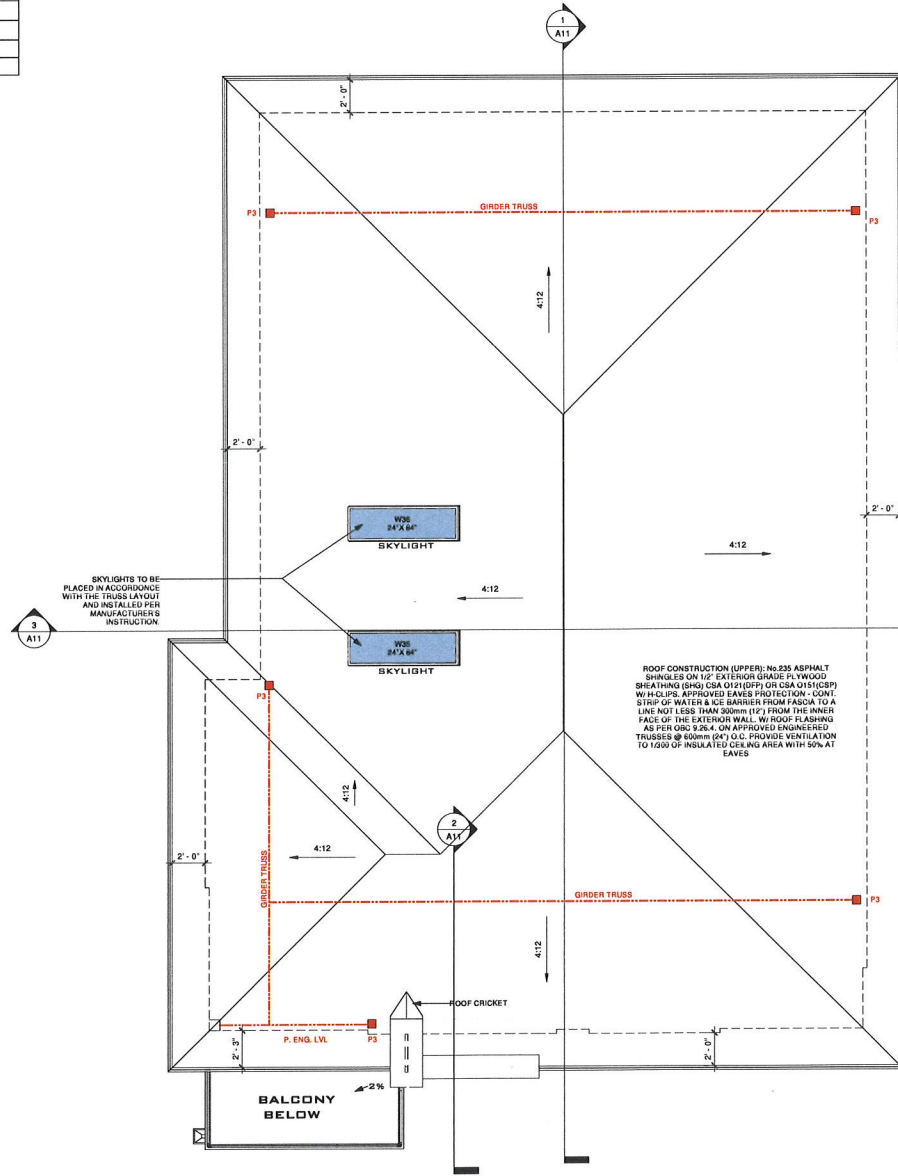 1
A11
2' - 0"
P3
GIRDER TRUSS
P3
4:12
2' - 0"
W36
24"X 84"
SKYLIGHT
2' - 0"
4:12
SKYLIGHTS TO BE
PLACED IN ACCORDONCE
WITH THE TRUSS LAYOUT
AND INSTALLED PER
MANUFACTURER'S
INSTRUCTION.
4:12
3
A11
W35
24"X 84"
SKYLIGHT
ROOF CONSTRUCTION (UPPER): No.235 ASPHALT
SHINGLES ON 1/2" EXTERIOR GRADE PLYWOOD
SHEATHING (SHG) CSA O121(DFP) OR CSA O151(CSP)
W/ H-CLIPS. APPROVED EAVES PROTECTION - CONT.
STRIP OF WATER & ICE BARRIER FROM FASCIA TO A
LINE NOT LESS THAN 300mm (12") FROM THE INNER
FACE OF THE EXTERIOR WALL. W/ ROOF FLASHING
AS PER OBC 9.26.4. ON APPROVED ENGINEERED
TRUSSES @ 600mm (24") O.C. PROVIDE VENTILATION
TO 1/300 OF INSULATED CEILING AREA WITH 50% AT
EAVES
P3
4:12
2
A11
2' - 0"
4:12
GIRDER TRUSS
GIRDER TRUSS
P3
4:12
ROOF CRICKET
P. ENG. LVL
P3
2' - 3"
2' - 0"
2%
BALCONY
BELOW